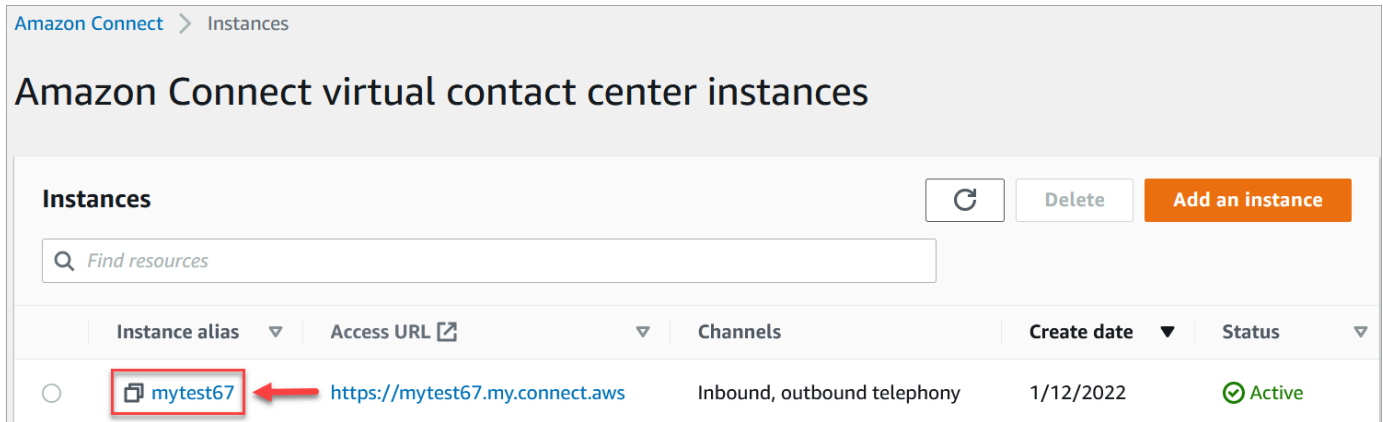 Amazon Connect > Instances
Amazon Connect virtual contact center instances
Instances Delete Add an instance
Find resources
Instance alias Access URL Channels Create date Status
mytest67 https://mytest67.my.connect.aws Inbound, outbound telephony 1/12/2022 Active